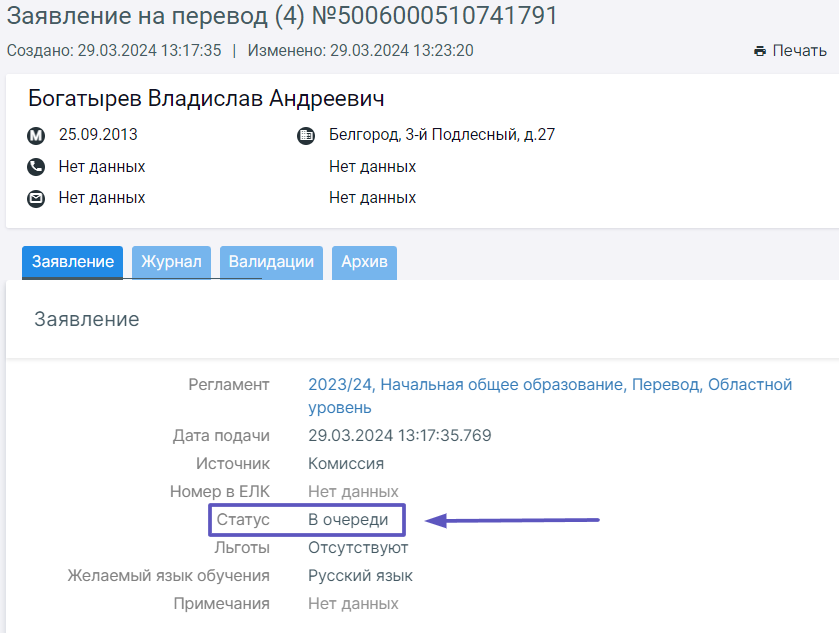 Заявление на перевод (4) №5006000510741791
Создано: 29.03.2024 13:17:35 | Изменено: 29.03.2024 13:23:20 Печать
Богатырев Владислав Андреевич
25.09.2013 Белгород, 3-й Подлесный, д.27
Нет данных Нет данных
Нет данных Нет данных
Заявление Журнал Валидации Архив
Заявление
Регламент 2023/24, Начальная общее образование, Перевод, Областной
уровень
Дата подачи 29.03.2024 13:17:35.769
Источник Комиссия
Номер в ЕЛК Нет данных
Статус В очереди
Льготы Отсутствуют
Желаемый язык обучения Русский язык
Примечания Нет данных